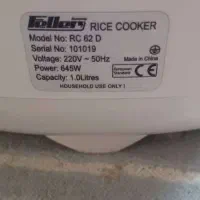 RICE COOKER
Model No: RC 62 D
Serial No: 101019
Voltage: 220V ~ 50Hz
Power: 645W
Made in China
Capacity: 1.0Litres
HOUSEHOLD USE ONLY !